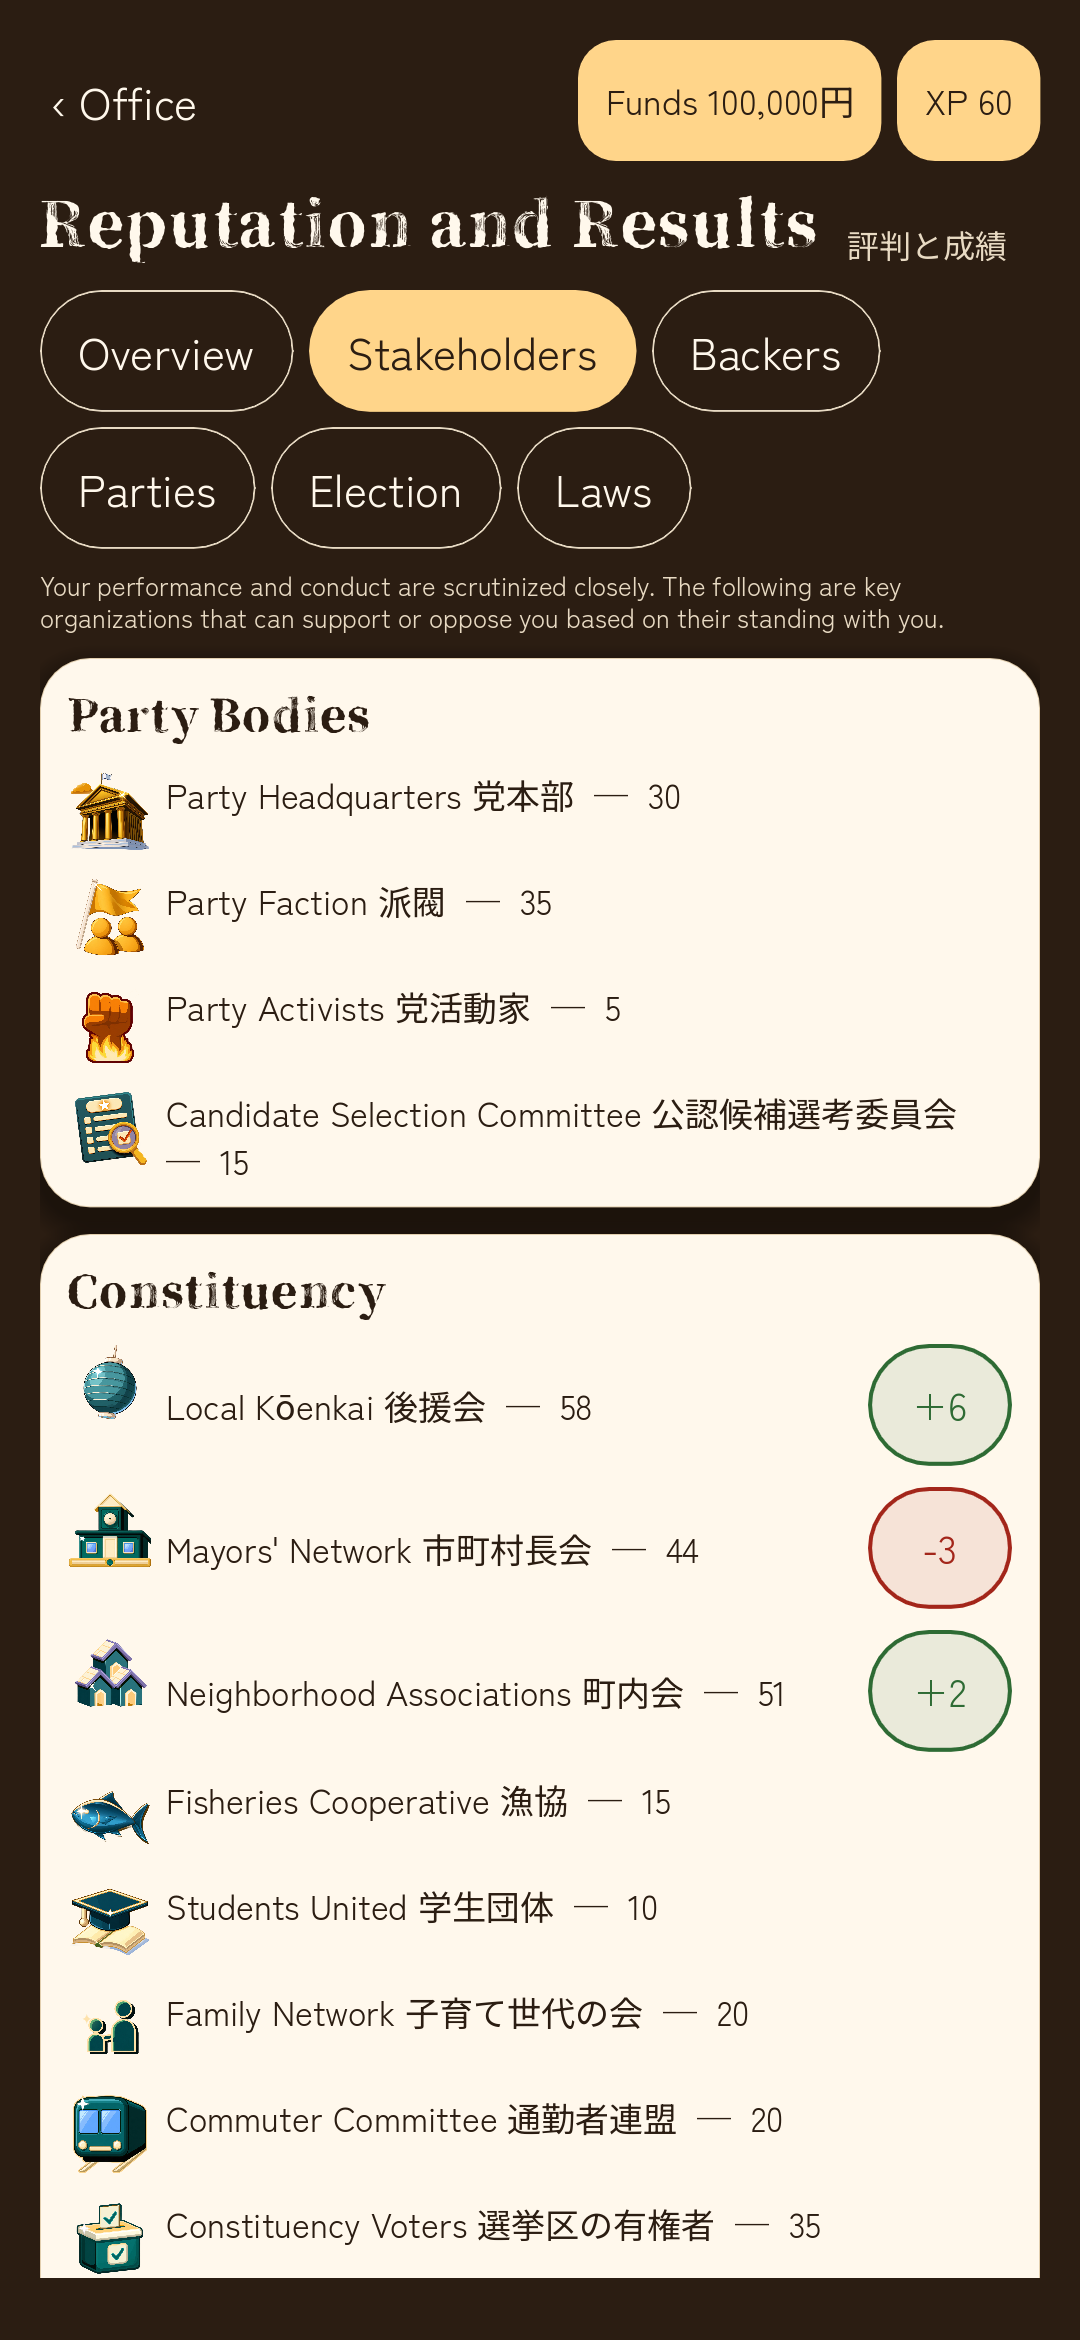 ‹ Office
Funds 100,000円
XP 60
Reputation and Results 評判と成績
Overview
Stakeholders
Backers
Parties
Election
Laws
Your performance and conduct are scrutinized closely. The following are key
organizations that can support or oppose you based on their standing with you.
Party Bodies
Party Headquarters 党本部 — 30
Party Faction 派閥 — 35
Party Activists 党活動家 — 5
Candidate Selection Committee 公認候補選考委員会
— 15
Constituency
Local Kōenkai 後援会 — 58
+6
Mayors' Network 市町村長会 — 44
-3
Neighborhood Associations 町内会 — 51
+2
Fisheries Cooperative 漁協 — 15
Students United 学生団体 — 10
Family Network 子育て世代の会 — 20
Commuter Committee 通勤者連盟 — 20
Constituency Voters 選挙区の有権者 — 35